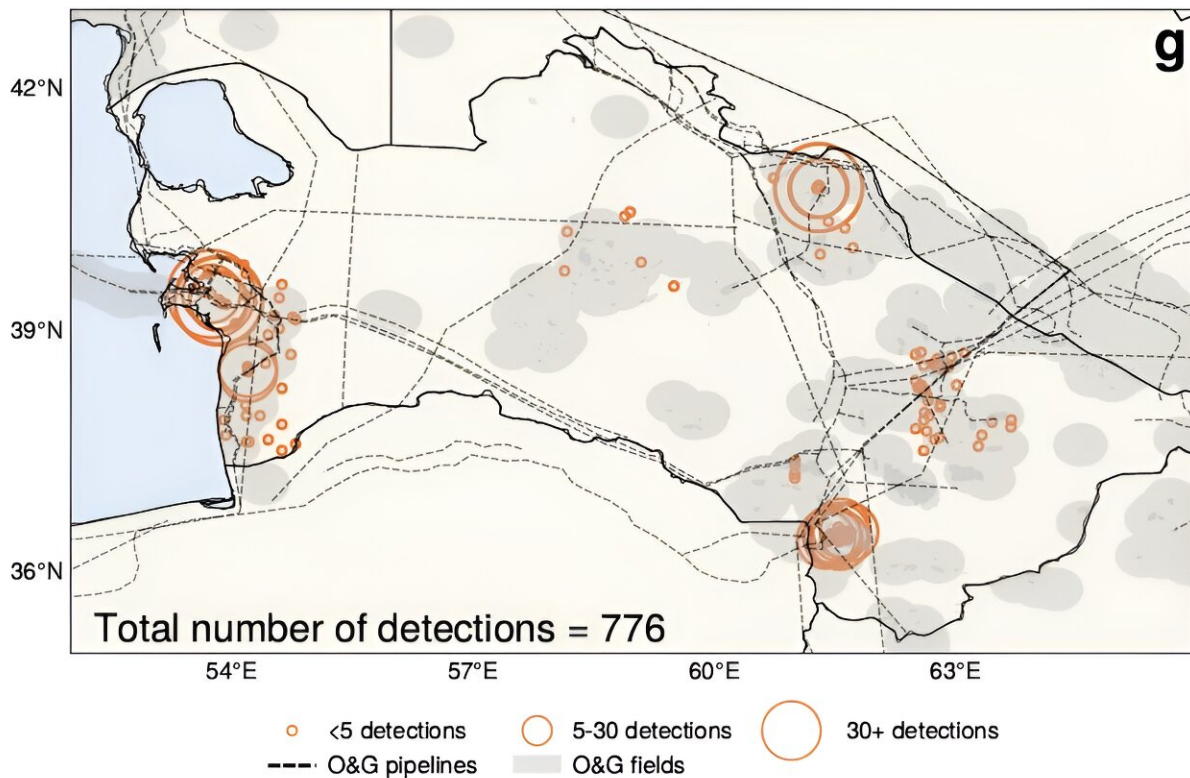 g
42°N
39°N
36°N
Total number of detections = 776
54°E 57°E 60°E 63°E
<5 detections 5-30 detections 30+ detections
O&G pipelines O&G fields